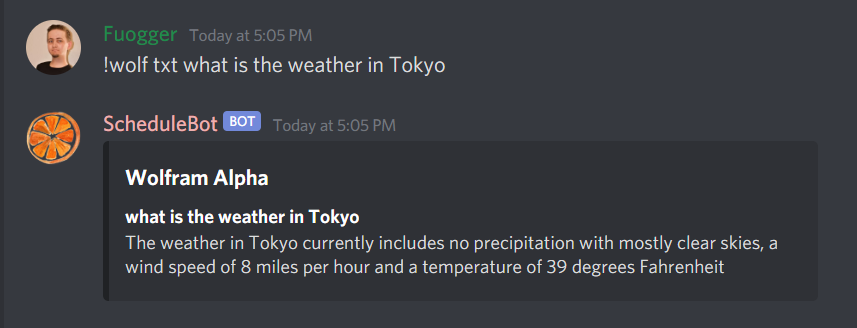 Fuogger Today at 5:05 PM
!wolf txt what is the weather in Tokyo
ScheduleBot BOT Today at 5:05 PM
Wolfram Alpha
what is the weather in Tokyo
The weather in Tokyo currently includes no precipitation with mostly clear skies, a
wind speed of 8 miles per hour and a temperature of 39 degrees Fahrenheit